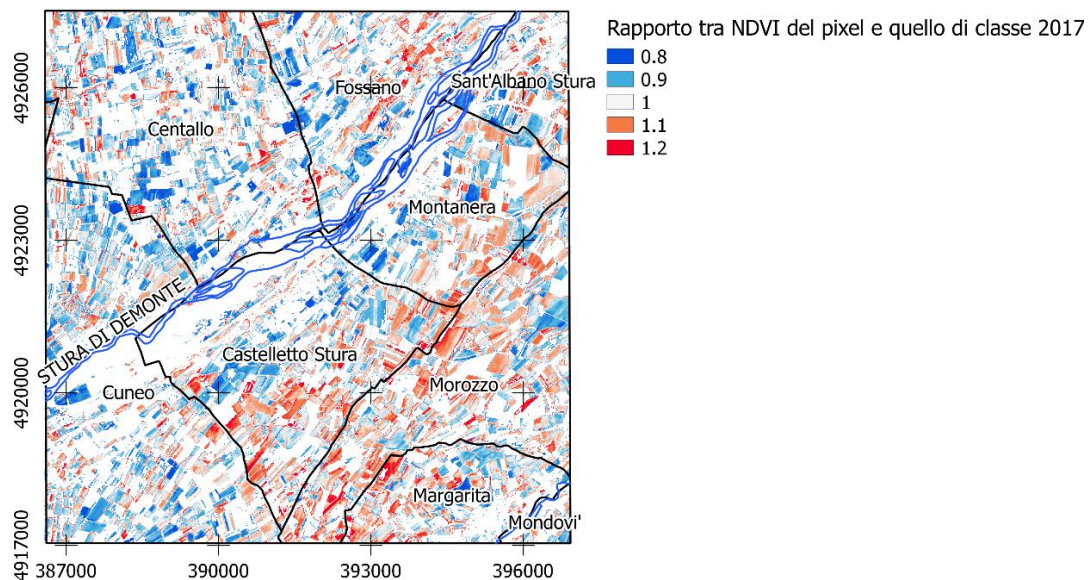 Rapporto tra NDVI del pixel e quello di classe 2017
0.8
0.9
1
1.1
1.2
4926000
4923000
4920000
4917000
Fossano
Sant'Albano Stura
Centallo
Montanera
STURA DI DEMONTE
Castelletto Stura
Cuneo
Morozzo
Margarita
Mondovi'
387000
390000
393000
396000